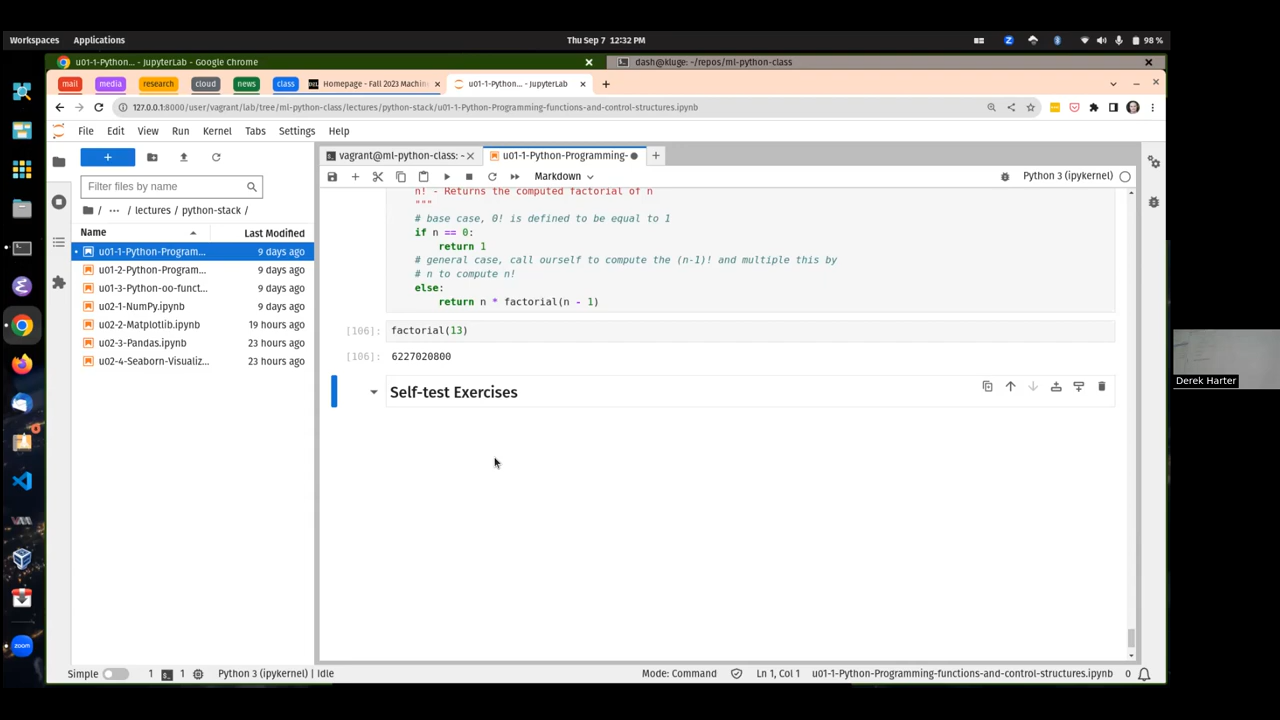 Workspaces Applications Thu Sep 7 12:32 PM 98 %
u01-1-Python... - JupyterLab - Google Chrome dash@kluge: ~/repos/ml-python-class
mail media research cloud news class Homepage - Fall 2023 Machin u01-1-Python... - JupyterLab
127.0.0.1:8000/user/vagrant/lab/tree/ml-python-class/lectures/python-stack/u01-1-Python-Programming-functions-and-control-structures.ipynb
File Edit View Run Kernel Tabs Settings Help
vagrant@ml-python-class: ~ u01-1-Python-Programming-
Markdown Python 3 (ipykernel)
Filter files by name
/ ... / lectures / python-stack /
Name Last Modified
u01-1-Python-Program... 9 days ago
u01-2-Python-Program... 9 days ago
u01-3-Python-oo-funct... 9 days ago
u02-1-NumPy.ipynb 9 days ago
u02-2-Matplotlib.ipynb 19 hours ago
u02-3-Pandas.ipynb 23 hours ago
u02-4-Seaborn-Visualiz... 23 hours ago
n! - Returns the computed factorial of n
"""
# base case, 0! is defined to be equal to 1
if n == 0:
return 1
# general case, call ourself to compute the (n-1)! and multiple this by
# n to compute n!
else:
return n * factorial(n - 1)
[106]: factorial(13)
[106]: 6227020800
Self-test Exercises
Derek Harter
zoom
Simple 1 1 Python 3 (ipykernel) | Idle Mode: Command Ln 1, Col 1 u01-1-Python-Programming-functions-and-control-structures.ipynb 0